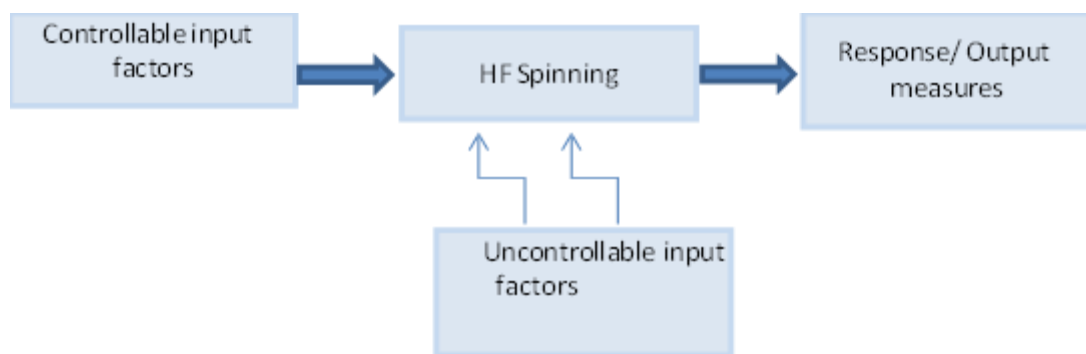 Controllable input
factors
HF Spinning
Response/ Output
measures
Uncontrollable input
factors